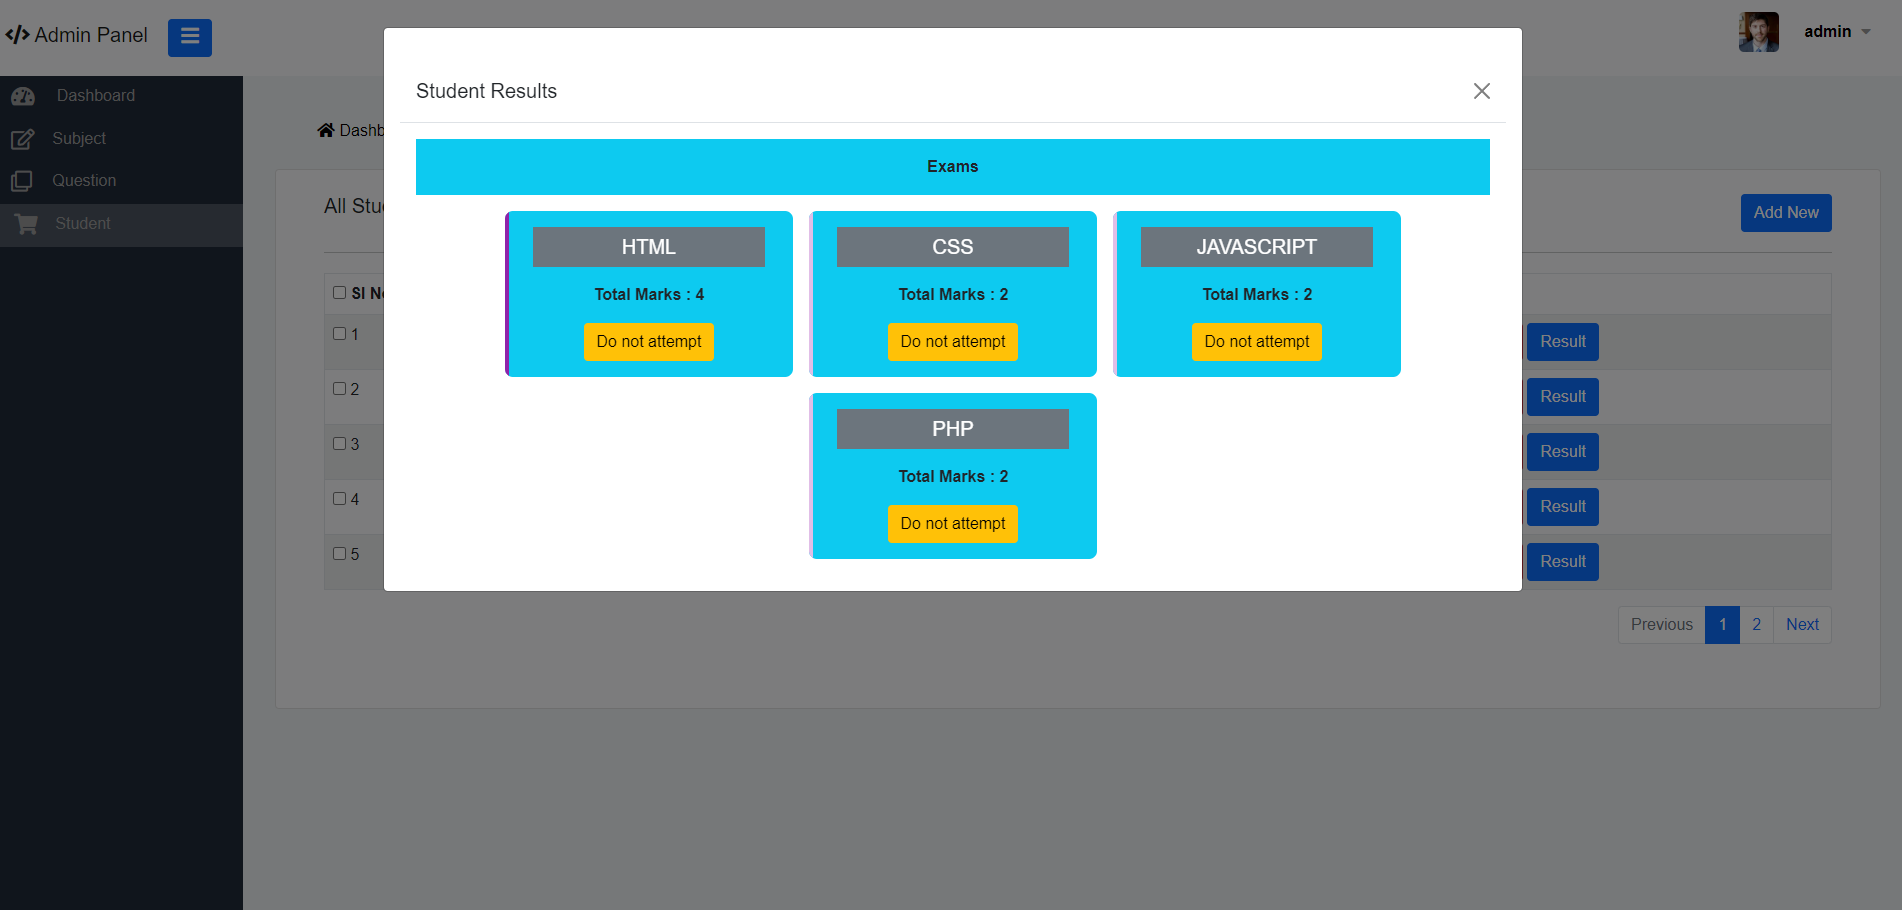 Admin Panel
admin
Dashboard
Subject
Question
Student
Student Results
Exams
HTML
Total Marks : 4
Do not attempt
CSS
Total Marks : 2
Do not attempt
JAVASCRIPT
Total Marks : 2
Do not attempt
PHP
Total Marks : 2
Do not attempt
Dashb
All Stu
Add New
Sl N
1
Result
2
Result
3
Result
4
Result
5
Result
Previous 1 2 Next